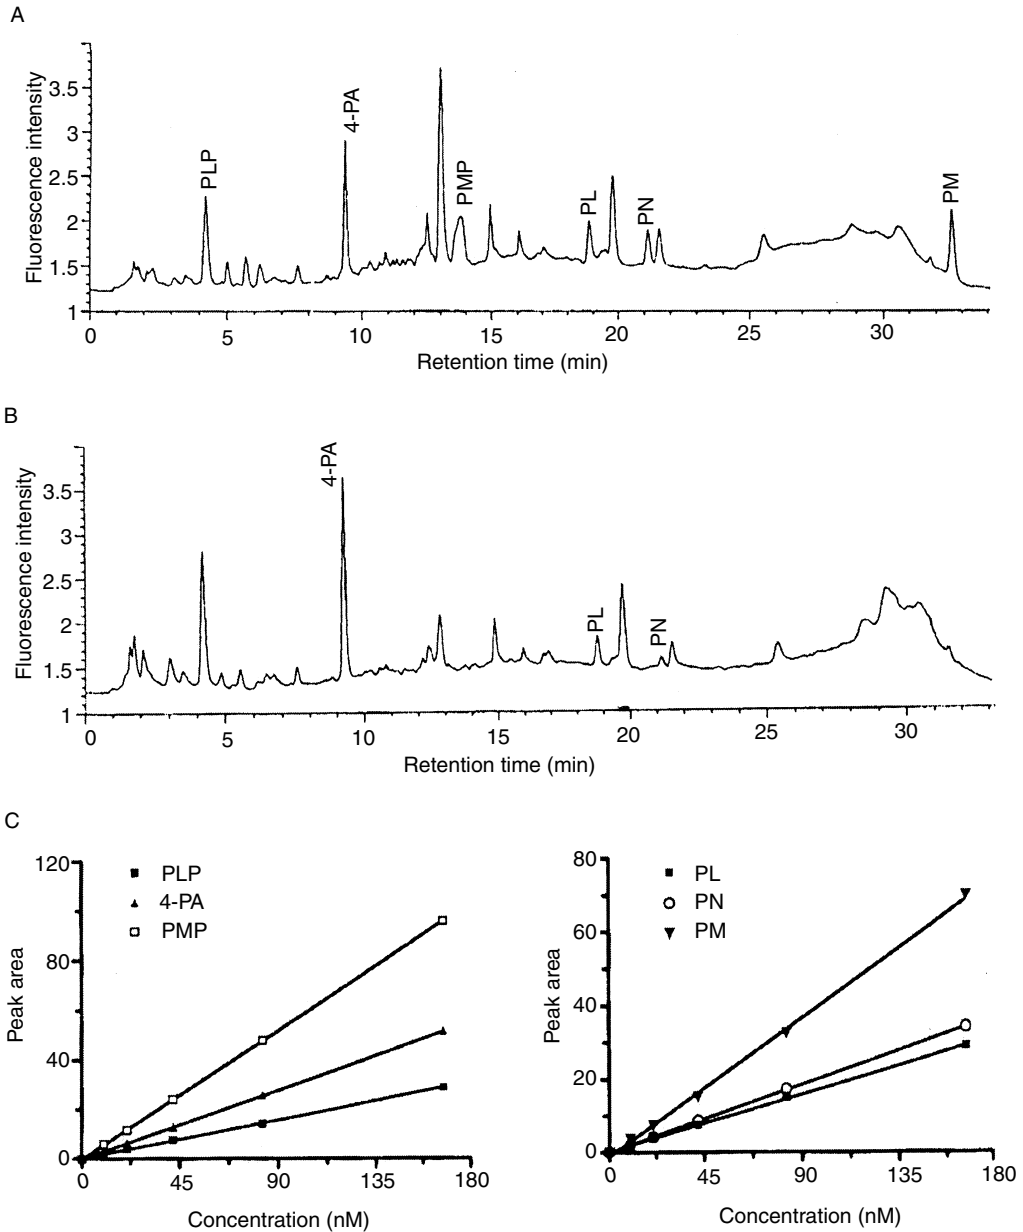 A
Fluorescence intensity
3.5
3
2.5
2
1.5
1
PLP
4-PA
PMP
PL
PN
PM
0 5 10 15 20 25 30
Retention time (min)
B
Fluorescence intensity
3.5
3
2.5
2
1.5
1
4-PA
PL
PN
0 5 10 15 20 25 30
Retention time (min)
C
Peak area
120
80
40
0
PLP
4-PA
PMP
0 45 90 135 180
Concentration (nM)
Peak area
80
60
40
20
0
PL
PN
PM
0 45 90 135 180
Concentration (nM)